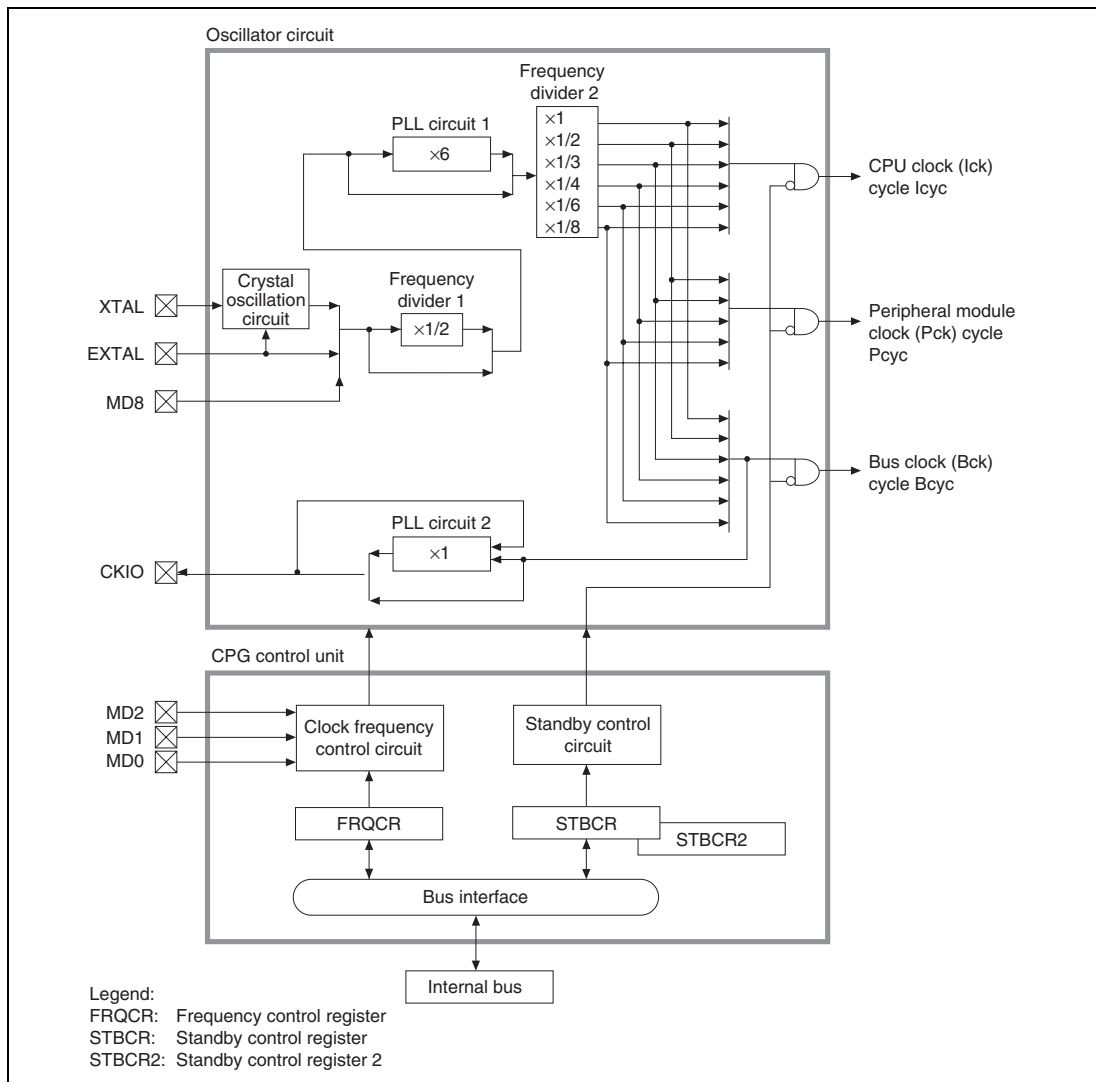 Oscillator circuit
Frequency
divider 2
PLL circuit 1
×6
×1
×1/2
×1/3
×1/4
×1/6
×1/8
CPU clock (Ick)
cycle Icyc
XTAL
Crystal
oscillation
circuit
Frequency
divider 1
×1/2
EXTAL
MD8
Peripheral module
clock (Pck) cycle
Pcyc
Bus clock (Bck)
cycle Bcyc
PLL circuit 2
×1
CKIO
CPG control unit
MD2
MD1
MD0
Clock frequency
control circuit
Standby control
circuit
FRQCR
STBCR
STBCR2
Bus interface
Internal bus
Legend:
FRQCR: Frequency control register
STBCR: Standby control register
STBCR2: Standby control register 2